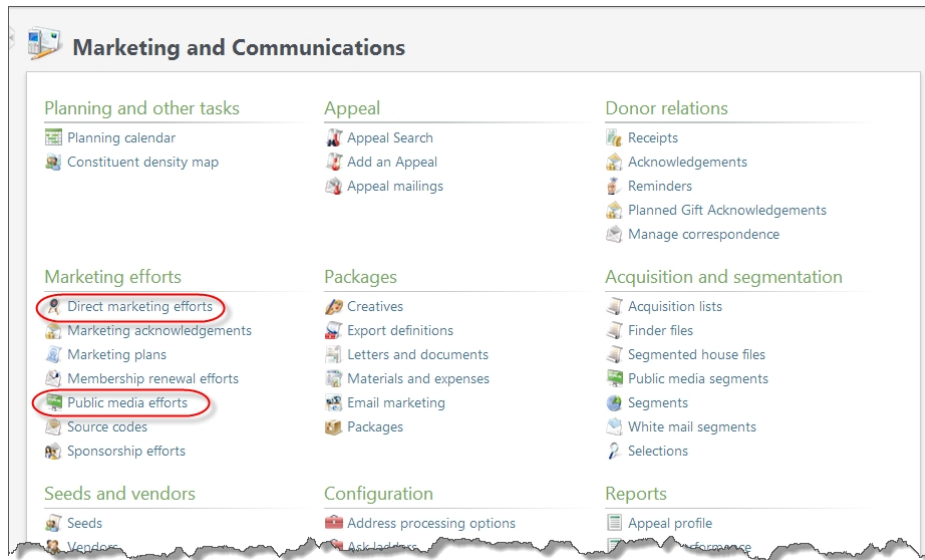 Marketing and Communications
Planning and other tasks
Planning calendar
Constituent density map
Appeal
Appeal Search
Add an Appeal
Appeal mailings
Donor relations
Receipts
Acknowledgements
Reminders
Planned Gift Acknowledgements
Manage correspondence
Marketing efforts
Direct marketing efforts
Marketing acknowledgements
Marketing plans
Membership renewal efforts
Public media efforts
Source codes
Sponsorship efforts
Packages
Creatives
Export definitions
Letters and documents
Materials and expenses
Email marketing
Packages
Acquisition and segmentation
Acquisition lists
Finder files
Segmented house files
Public media segments
Segments
White mail segments
Selections
Seeds and vendors
Seeds
Vendors
Configuration
Address processing options
Ask ladders
Reports
Appeal profile